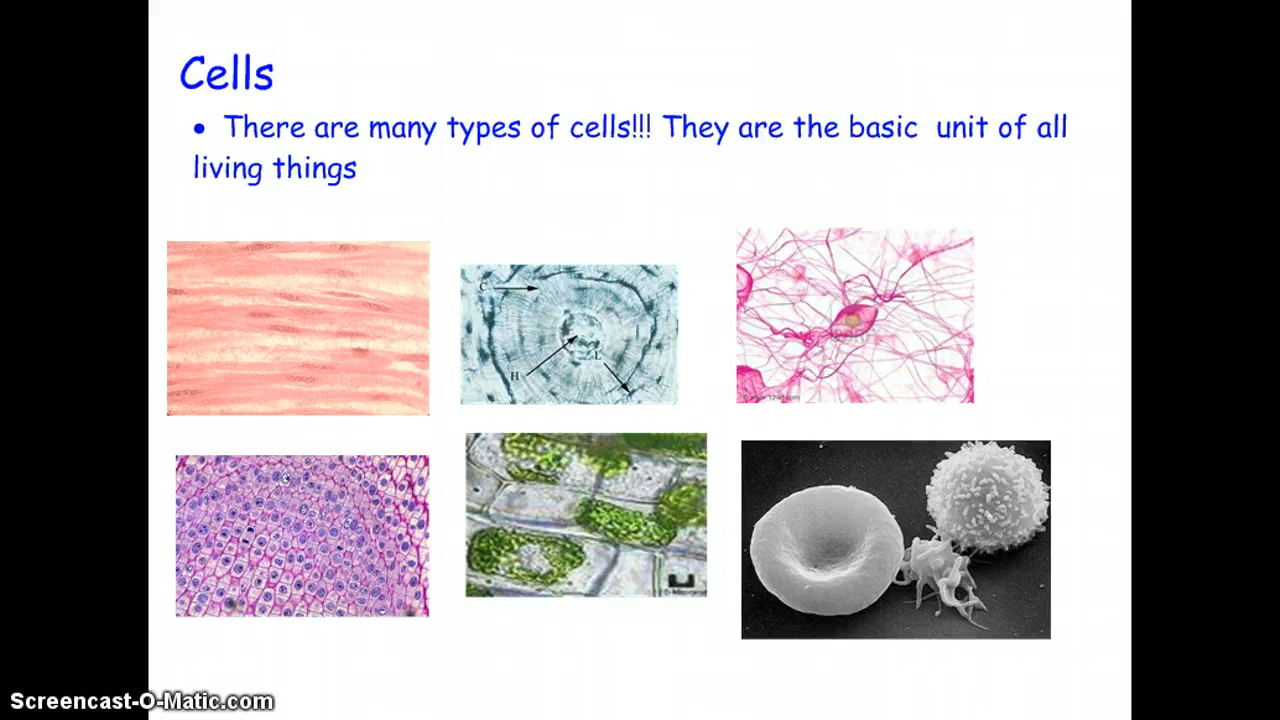 Cells
• There are many types of cells!!! They are the basic unit of all
living things
C
H
L
Screencast-O-Matic.com